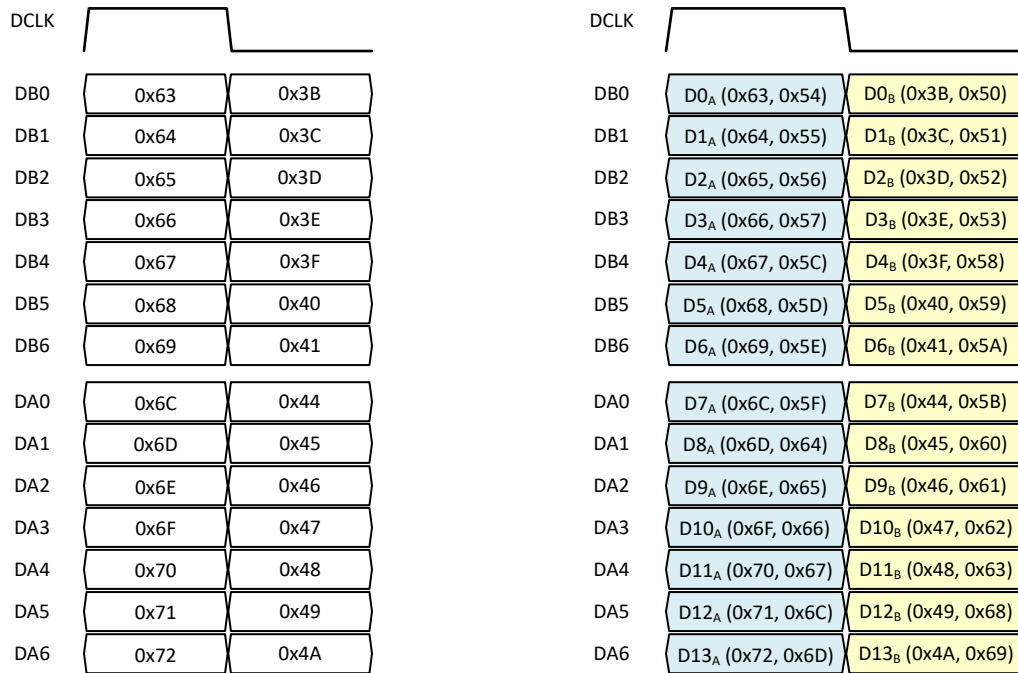 DCLK
DB0 0x63 0x3B
DB1 0x64 0x3C
DB2 0x65 0x3D
DB3 0x66 0x3E
DB4 0x67 0x3F
DB5 0x68 0x40
DB6 0x69 0x41
DA0 0x6C 0x44
DA1 0x6D 0x45
DA2 0x6E 0x46
DA3 0x6F 0x47
DA4 0x70 0x48
DA5 0x71 0x49
DA6 0x72 0x4A
DCLK
DB0 D0A (0x63, 0x54) D0B (0x3B, 0x50)
DB1 D1A (0x64, 0x55) D1B (0x3C, 0x51)
DB2 D2A (0x65, 0x56) D2B (0x3D, 0x52)
DB3 D3A (0x66, 0x57) D3B (0x3E, 0x53)
DB4 D4A (0x67, 0x5C) D4B (0x3F, 0x58)
DB5 D5A (0x68, 0x5D) D5B (0x40, 0x59)
DB6 D6A (0x69, 0x5E) D6B (0x41, 0x5A)
DA0 D7A (0x6C, 0x5F) D7B (0x44, 0x5B)
DA1 D8A (0x6D, 0x64) D8B (0x45, 0x60)
DA2 D9A (0x6E, 0x65) D9B (0x46, 0x61)
DA3 D10A (0x6F, 0x66) D10B (0x47, 0x62)
DA4 D11A (0x70, 0x67) D11B (0x48, 0x63)
DA5 D12A (0x71, 0x6C) D12B (0x49, 0x68)
DA6 D13A (0x72, 0x6D) D13B (0x4A, 0x69)